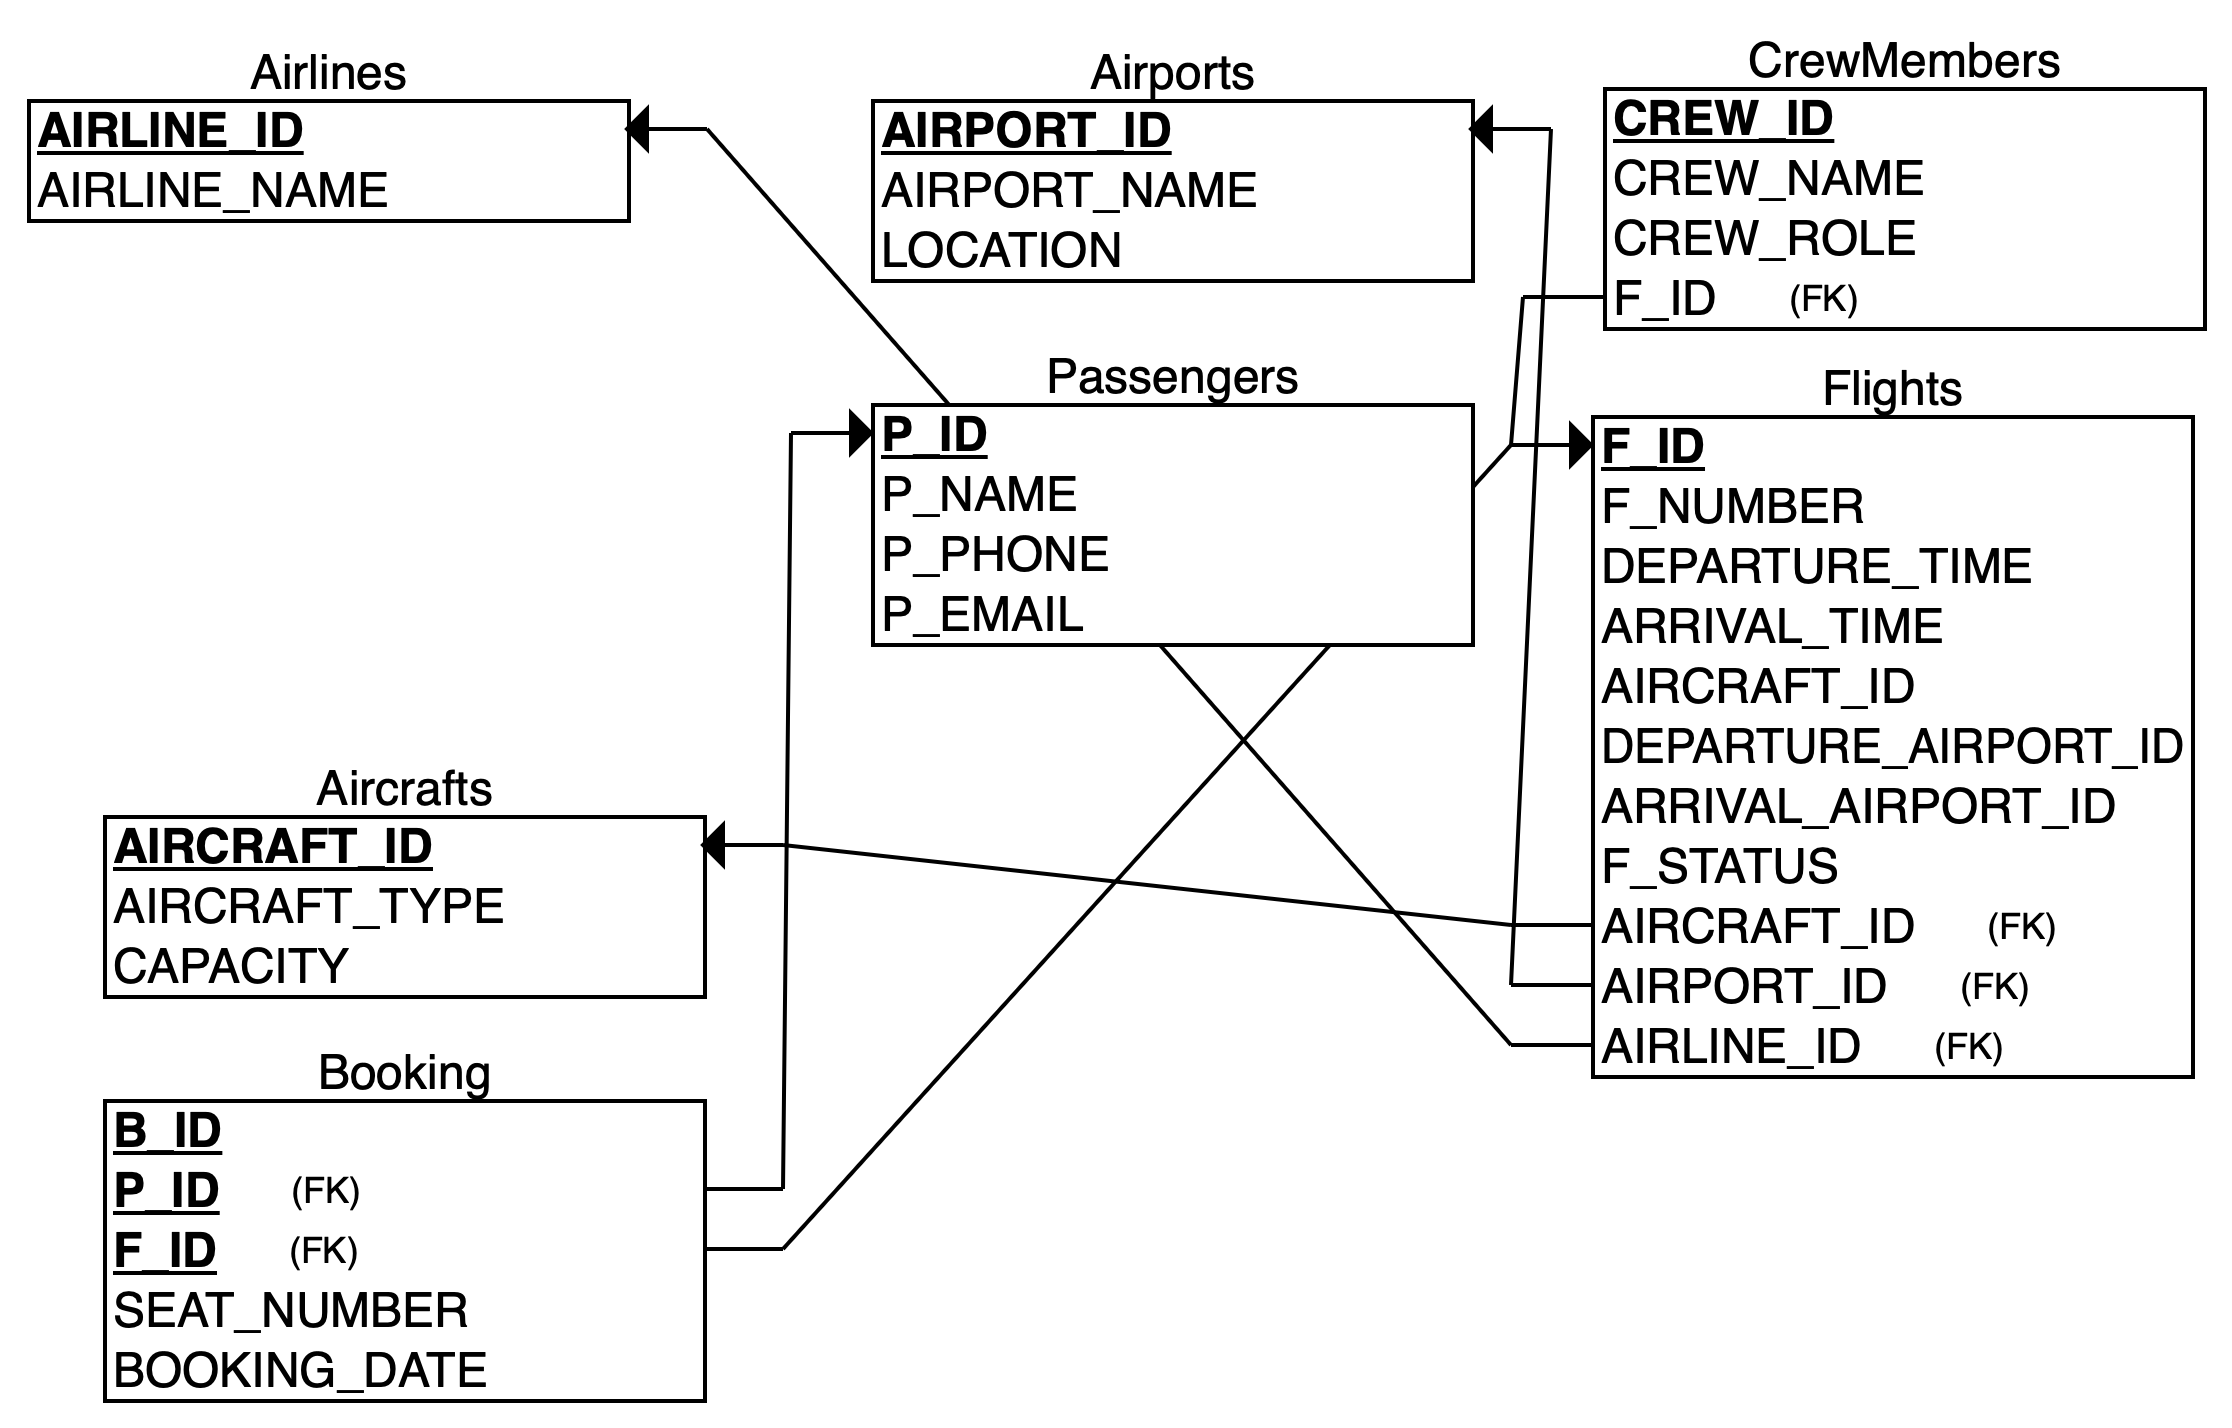 Airlines
AIRLINE_ID
AIRLINE_NAME
Airports
AIRPORT_ID
AIRPORT_NAME
LOCATION
CrewMembers
CREW_ID
CREW_NAME
CREW_ROLE
F_ID (FK)
Passengers
P_ID
P_NAME
P_PHONE
P_EMAIL
Flights
F_ID
F_NUMBER
DEPARTURE_TIME
ARRIVAL_TIME
AIRCRAFT_ID
DEPARTURE_AIRPORT_ID
ARRIVAL_AIRPORT_ID
F_STATUS
AIRCRAFT_ID (FK)
AIRPORT_ID (FK)
AIRLINE_ID (FK)
Aircrafts
AIRCRAFT_ID
AIRCRAFT_TYPE
CAPACITY
Booking
B_ID
P_ID (FK)
F_ID (FK)
SEAT_NUMBER
BOOKING_DATE